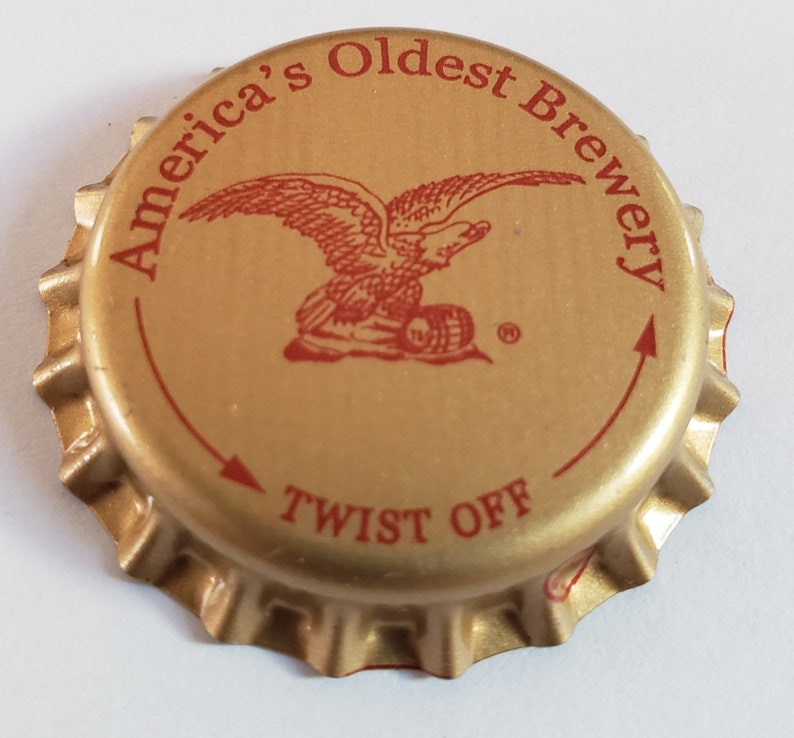 America's Oldest Brewery
®
TWIST OFF